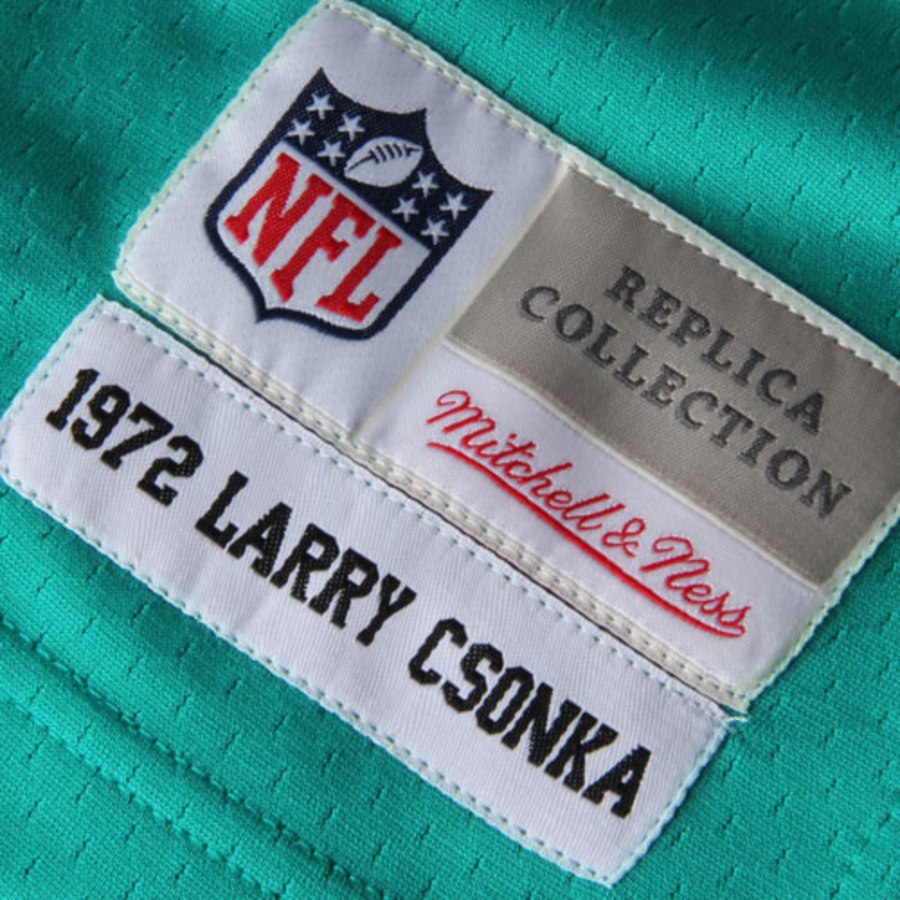 NFL
REPLICA
COLLECTION
Mitchell & Ness
1972 LARRY CSONKA